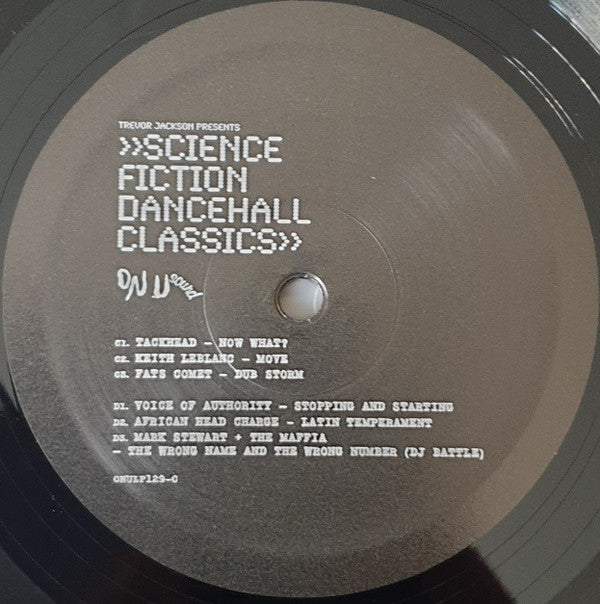 TREVOR JACKSON PRESENTS
>>SCIENCE
FICTION
DANCEHALL
CLASSICS>>
ON U sound
C1. TACKHEAD – NOW WHAT?
C2. KEITH LEBLANC – MOVE
C3. FATS COMET – DUB STORM
D1. VOICE OF AUTHORITY – STOPPING AND STARTING
D2. AFRICAN HEAD CHARGE – LATIN TEMPERAMENT
D3. MARK STEWART + THE MAFFIA
– THE WRONG NAME AND THE WRONG NUMBER (DJ BATTLE)
ONULP129-C